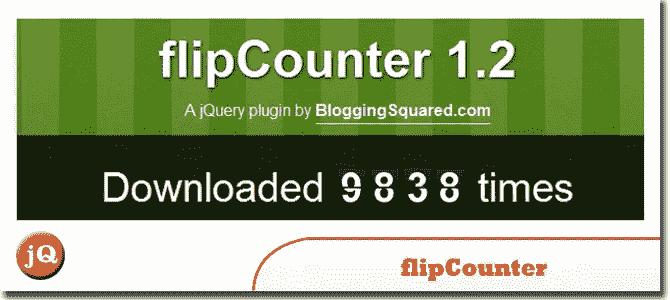 flipCounter 1.2
A jQuery plugin by BloggingSquared.com
Downloaded 9838 times
jQ
flipCounter